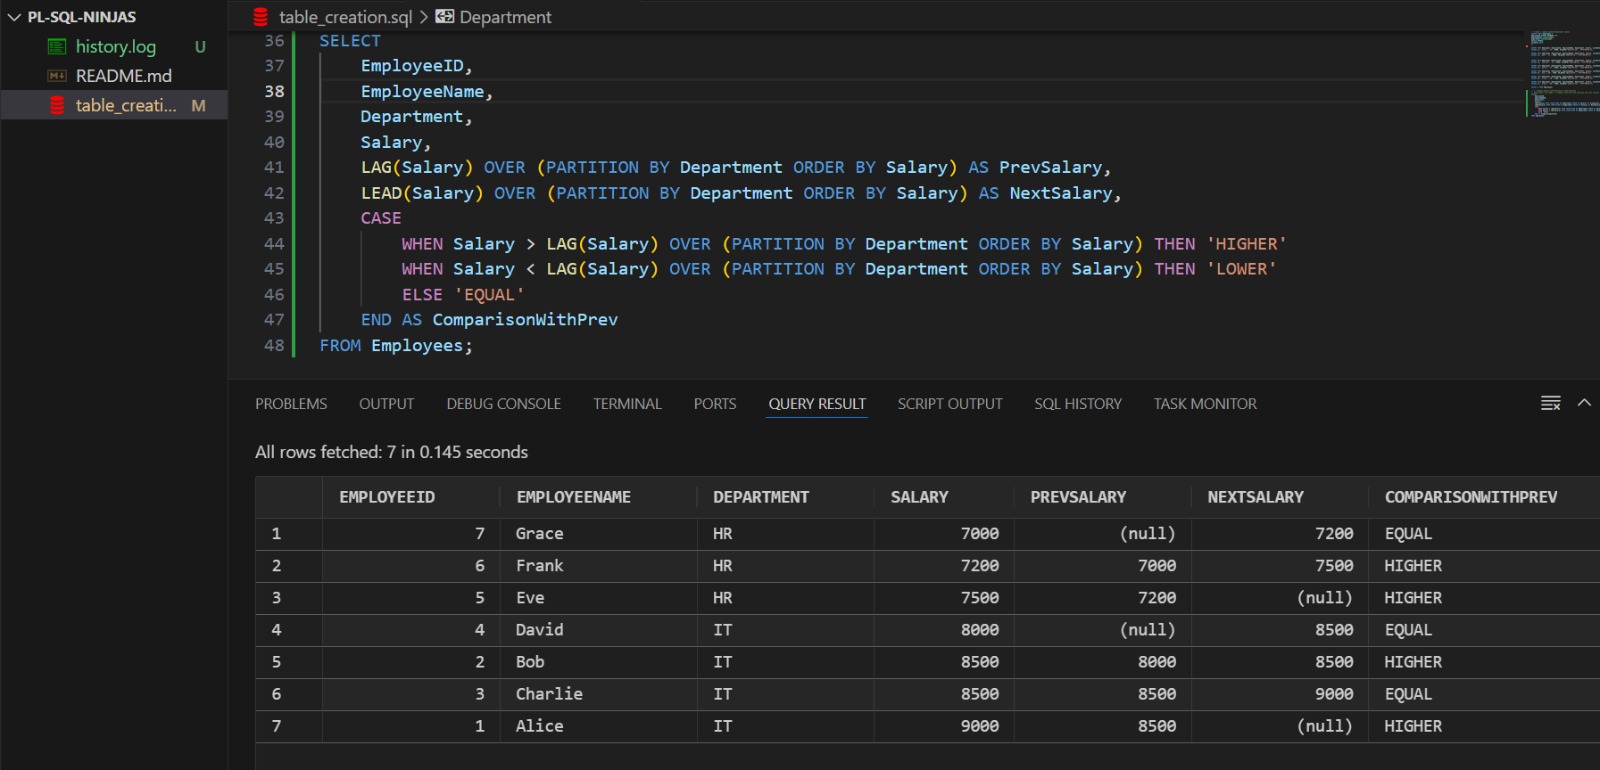 PL-SQL-NINJAS
history.log U
README.md
table_creati... M
table_creation.sql > Department
36 SELECT
37 EmployeeID,
38 EmployeeName,
39 Department,
40 Salary,
41 LAG(Salary) OVER (PARTITION BY Department ORDER BY Salary) AS PrevSalary,
42 LEAD(Salary) OVER (PARTITION BY Department ORDER BY Salary) AS NextSalary,
43 CASE
44 WHEN Salary > LAG(Salary) OVER (PARTITION BY Department ORDER BY Salary) THEN 'HIGHER'
45 WHEN Salary < LAG(Salary) OVER (PARTITION BY Department ORDER BY Salary) THEN 'LOWER'
46 ELSE 'EQUAL'
47 END AS ComparisonWithPrev
48 FROM Employees;
PROBLEMS OUTPUT DEBUG CONSOLE TERMINAL PORTS QUERY RESULT SCRIPT OUTPUT SQL HISTORY TASK MONITOR
All rows fetched: 7 in 0.145 seconds
EMPLOYEEID EMPLOYEENAME DEPARTMENT SALARY PREVSALARY NEXTSALARY COMPARISONWITHPREV
1 7 Grace HR 7000 (null) 7200 EQUAL
2 6 Frank HR 7200 7000 7500 HIGHER
3 5 Eve HR 7500 7200 (null) HIGHER
4 4 David IT 8000 (null) 8500 EQUAL
5 2 Bob IT 8500 8000 8500 HIGHER
6 3 Charlie IT 8500 8500 9000 EQUAL
7 1 Alice IT 9000 8500 (null) HIGHER